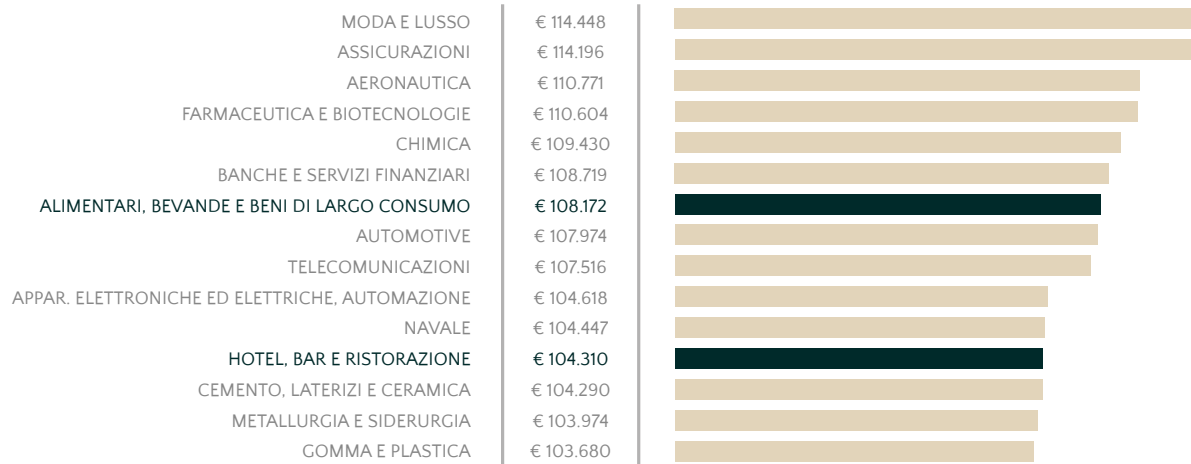 MODA E LUSSO € 114.448
ASSICURAZIONI € 114.196
AERONAUTICA € 110.771
FARMACEUTICA E BIOTECNOLOGIE € 110.604
CHIMICA € 109.430
BANCHE E SERVIZI FINANZIARI € 108.719
ALIMENTARI, BEVANDE E BENI DI LARGO CONSUMO € 108.172
AUTOMOTIVE € 107.974
TELECOMUNICAZIONI € 107.516
APPAR. ELETTRONICHE ED ELETTRICHE, AUTOMAZIONE € 104.618
NAVALE € 104.447
HOTEL, BAR E RISTORAZIONE € 104.310
CEMENTO, LATERIZI E CERAMICA € 104.290
METALLURGIA E SIDERURGIA € 103.974
GOMMA E PLASTICA € 103.680